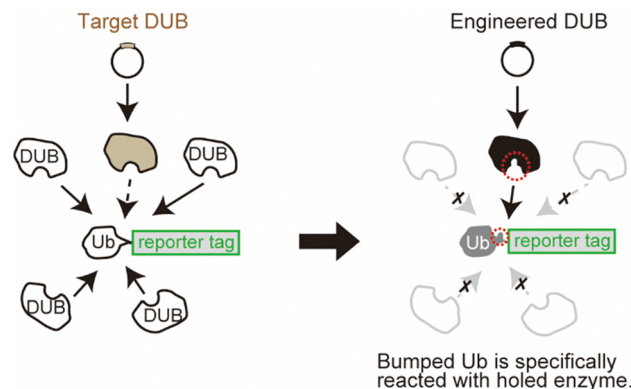 Target DUB
Engineered DUB
DUB
DUB
Ub
reporter tag
Ub
reporter tag
x
x
DUB
DUB
x
x
Bumped Ub is specifically
reacted with holed enzyme.